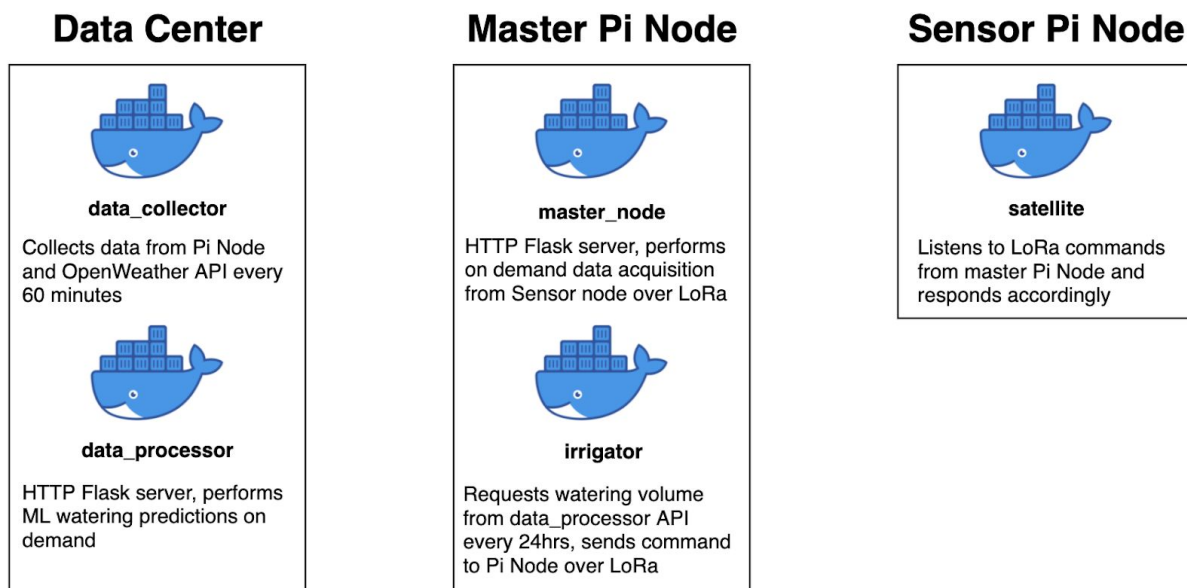 Data Center
data_collector
Collects data from Pi Node
and OpenWeather API every
60 minutes
data_processor
HTTP Flask server, performs
ML watering predictions on
demand
Master Pi Node
master_node
HTTP Flask server, performs
on demand data acquisition
from Sensor node over LoRa
irrigator
Requests watering volume
from data_processor API
every 24hrs, sends command
to Pi Node over LoRa
Sensor Pi Node
satellite
Listens to LoRa commands
from master Pi Node and
responds accordingly